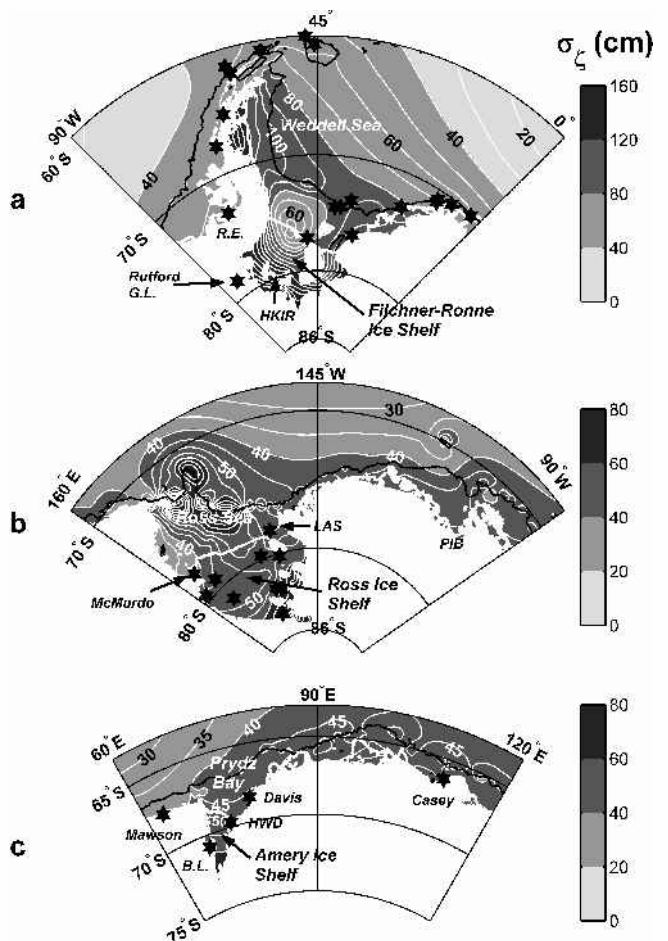 45°
σζ (cm)
90°W
60°S
0°
160
120
80
40
0
80
Weddell Sea
100
60
40
20
40
60
a
70°S
R.E.
Rutford
G.L.
80°S
HKIR
Filchner-Ronne
Ice Shelf
86°S
145°W
30
80
60
40
20
0
160°E
40
50
40
40
90°W
70°S
Ross Sea
b
LAS
PIB
40
McMurdo
80°S
50
Ross Ice
Shelf
86°S
90°E
80
60
40
20
0
60°E
30
35
40
45
45
120°E
65°S
Prydz
Bay
45
50
Davis
Casey
Mawson
HWD
c
70°S
B.L.
Amery Ice
Shelf
75°S